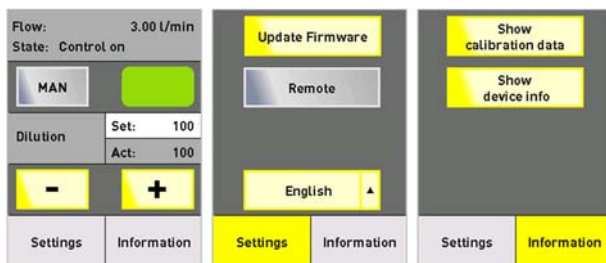 Flow: 3.00 l/min
State: Control on
MAN
Dilution
Set: 100
Act: 100
- +
Settings Information
Update Firmware
Remote
English ▲
Settings Information
Show
calibration data
Show
device info
Settings Information